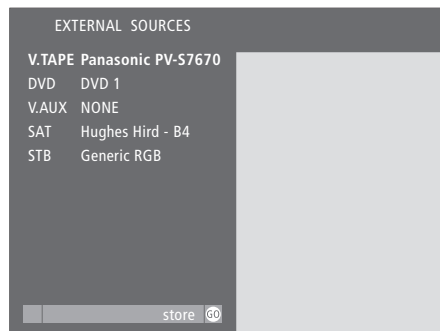 EXTERNAL SOURCES
V.TAPE Panasonic PV-S7670
DVD DVD 1
V.AUX NONE
SAT Hughes Hird - B4
STB Generic RGB
store GO